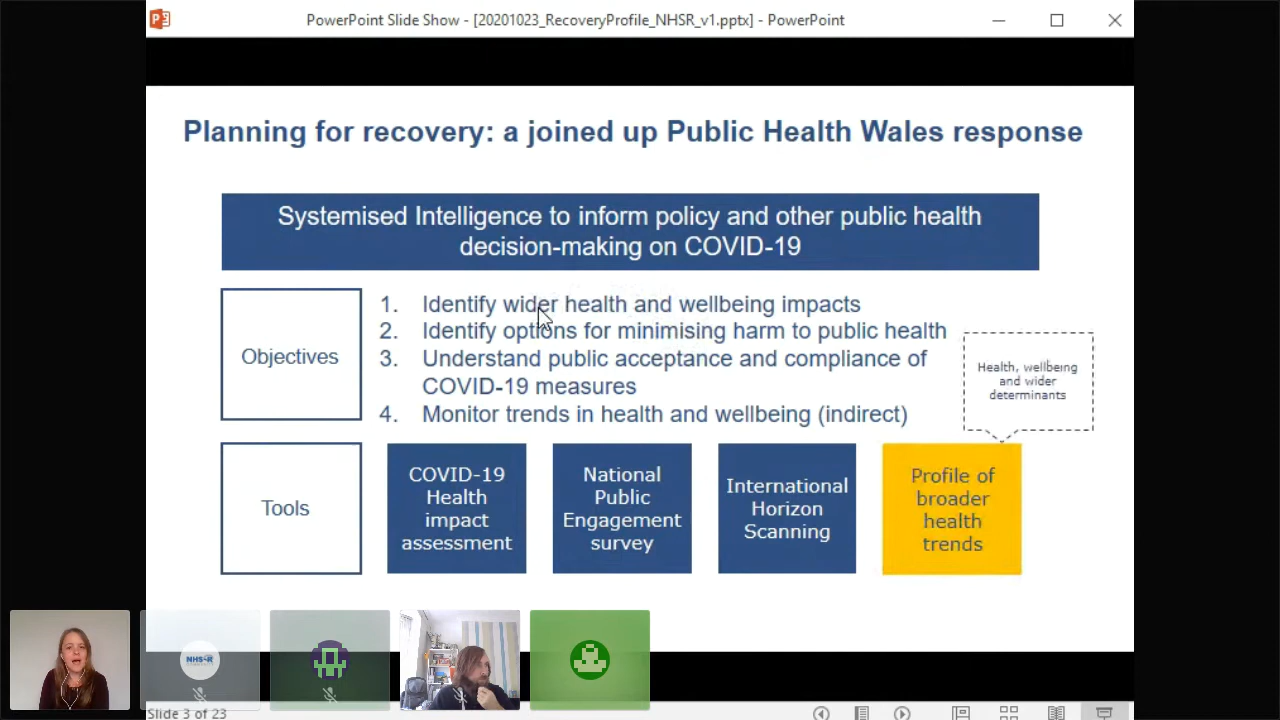 PowerPoint Slide Show - [20201023_RecoveryProfile_NHSR_v1.pptx] - PowerPoint
Planning for recovery: a joined up Public Health Wales response
Systemised Intelligence to inform policy and other public health
decision-making on COVID-19
Objectives
1. Identify wider health and wellbeing impacts
2. Identify options for minimising harm to public health
3. Understand public acceptance and compliance of
COVID-19 measures
4. Monitor trends in health and wellbeing (indirect)
Health, wellbeing
and wider
determinants
Tools
COVID-19
Health
impact
assessment
National
Public
Engagement
survey
International
Horizon
Scanning
Profile of
broader
health
trends
NHS-R
Slide 3 of 23